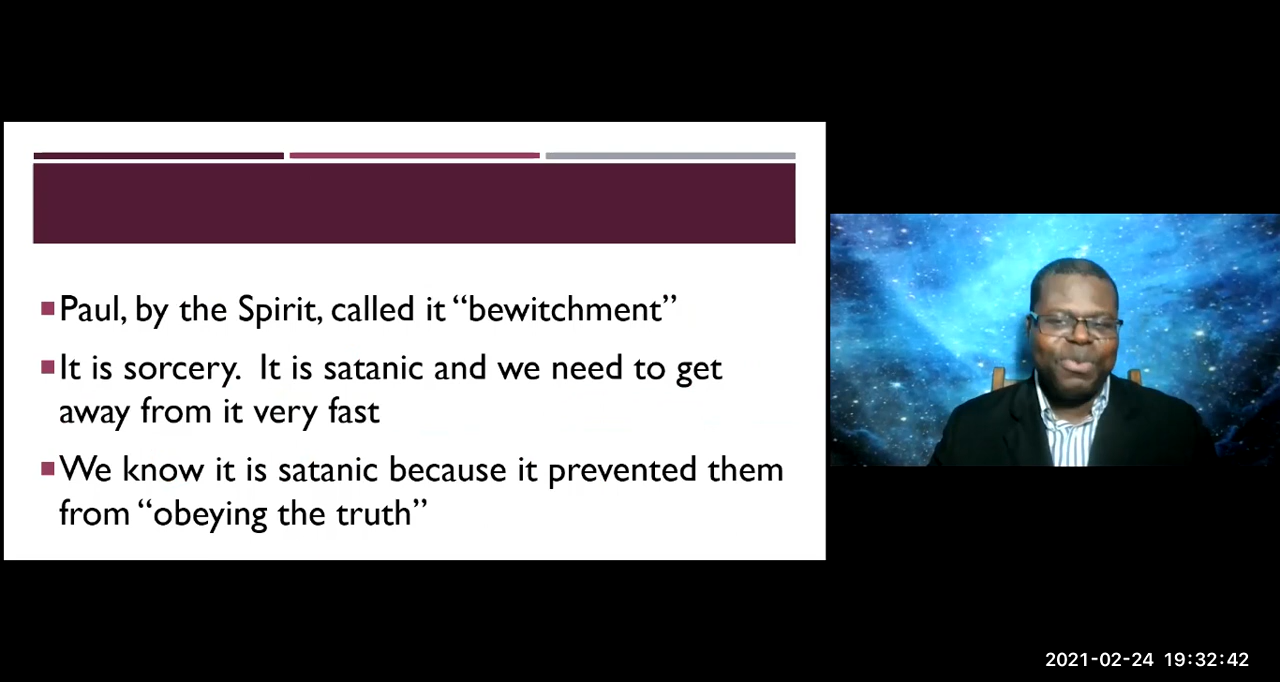 Paul, by the Spirit, called it “bewitchment”
It is sorcery.  It is satanic and we need to get
away from it very fast
We know it is satanic because it prevented them
from “obeying the truth”
2021-02-24 19:32:42